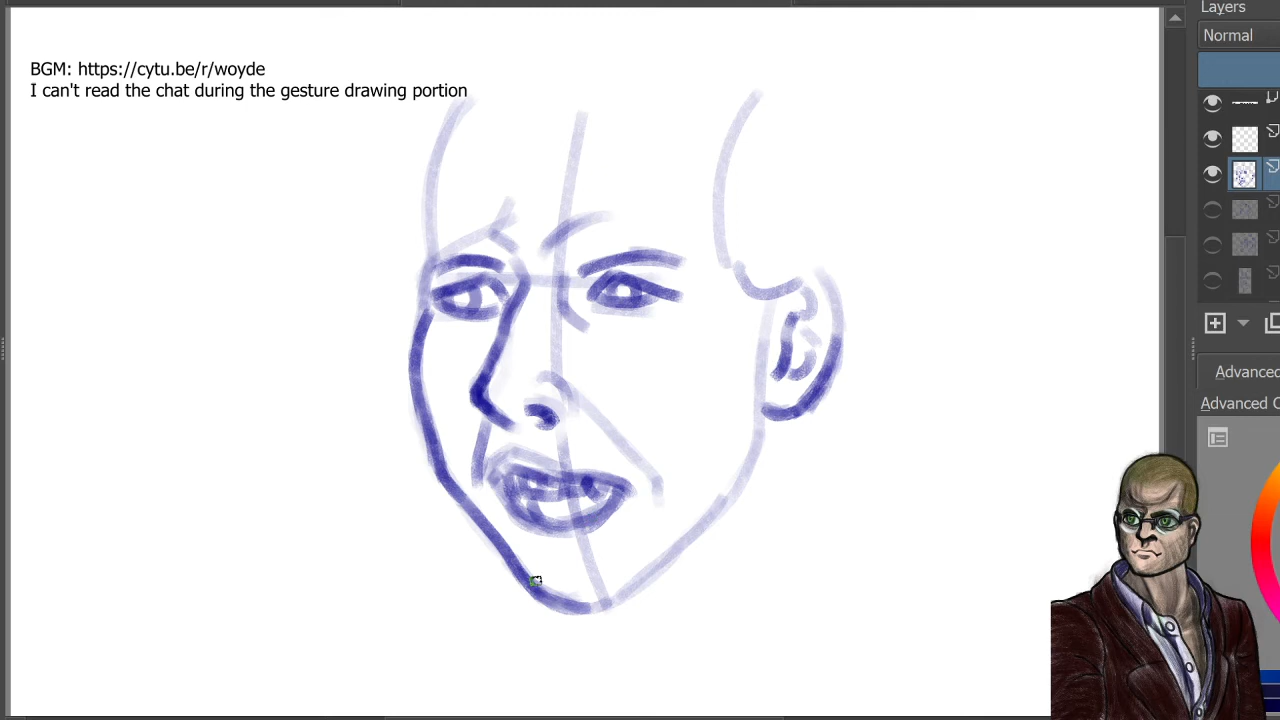 BGM: https://cytu.be/r/woyde
I can't read the chat during the gesture drawing portion
Layers
Normal
Advanced
Advanced C